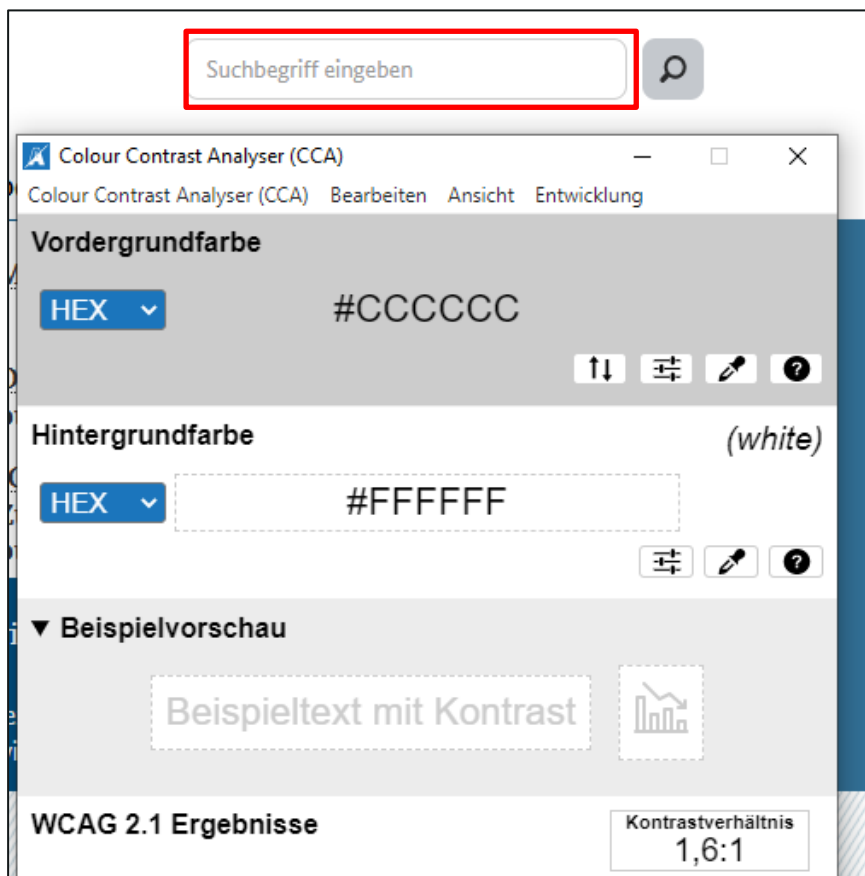 Suchbegriff eingeben
Colour Contrast Analyser (CCA)
Colour Contrast Analyser (CCA) Bearbeiten Ansicht Entwicklung
Vordergrundfarbe
HEX #CCCCCC
Hintergrundfarbe (white)
HEX #FFFFFF
▼ Beispielvorschau
Beispieltext mit Kontrast
WCAG 2.1 Ergebnisse
Kontrastverhältnis
1,6:1